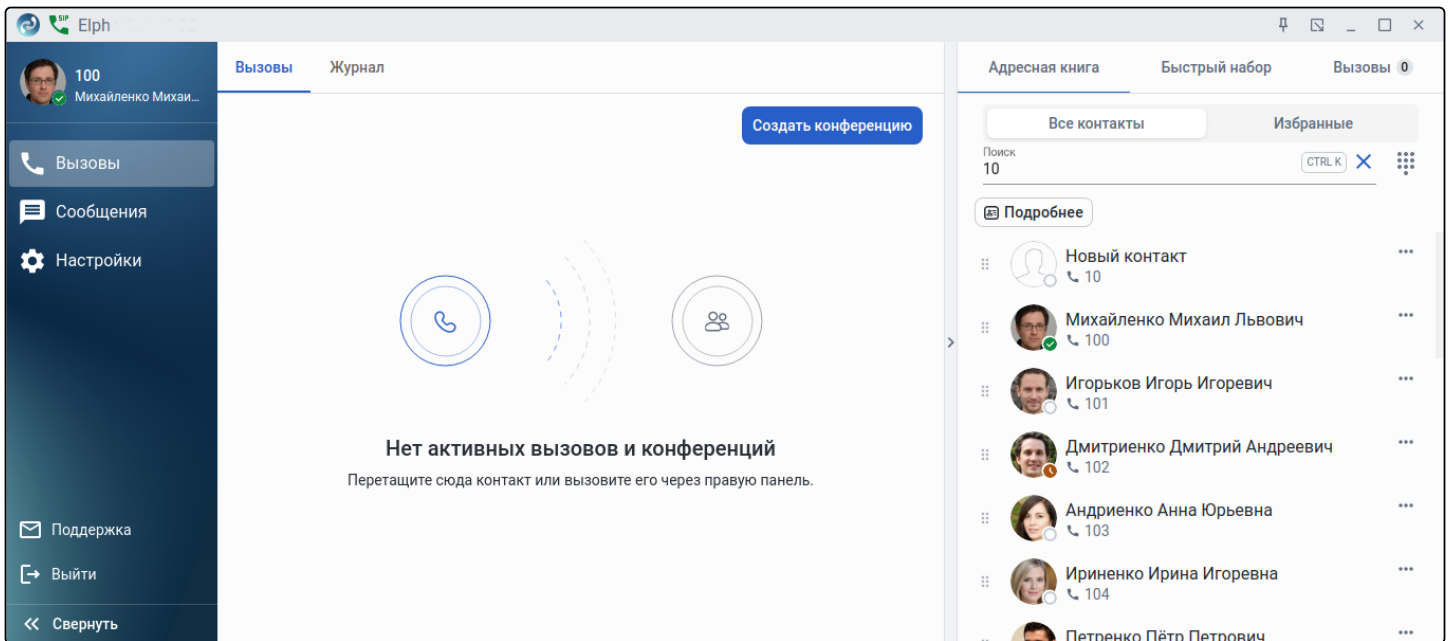 SIP Elph
100
Михайленко Михаи...
Вызовы
Сообщения
Настройки
Поддержка
Выйти
Свернуть
Вызовы Журнал
Создать конференцию
Нет активных вызовов и конференций
Перетащите сюда контакт или вызовите его через правую панель.
Адресная книга Быстрый набор Вызовы 0
Все контакты Избранные
Поиск
10 CTRL K
Подробнее
Новый контакт
10
Михайленко Михаил Львович
100
Игорьков Игорь Игоревич
101
Дмитриенко Дмитрий Андреевич
102
Андриенко Анна Юрьевна
103
Ириненко Ирина Игоревна
104
Петренко Пётр Петрович